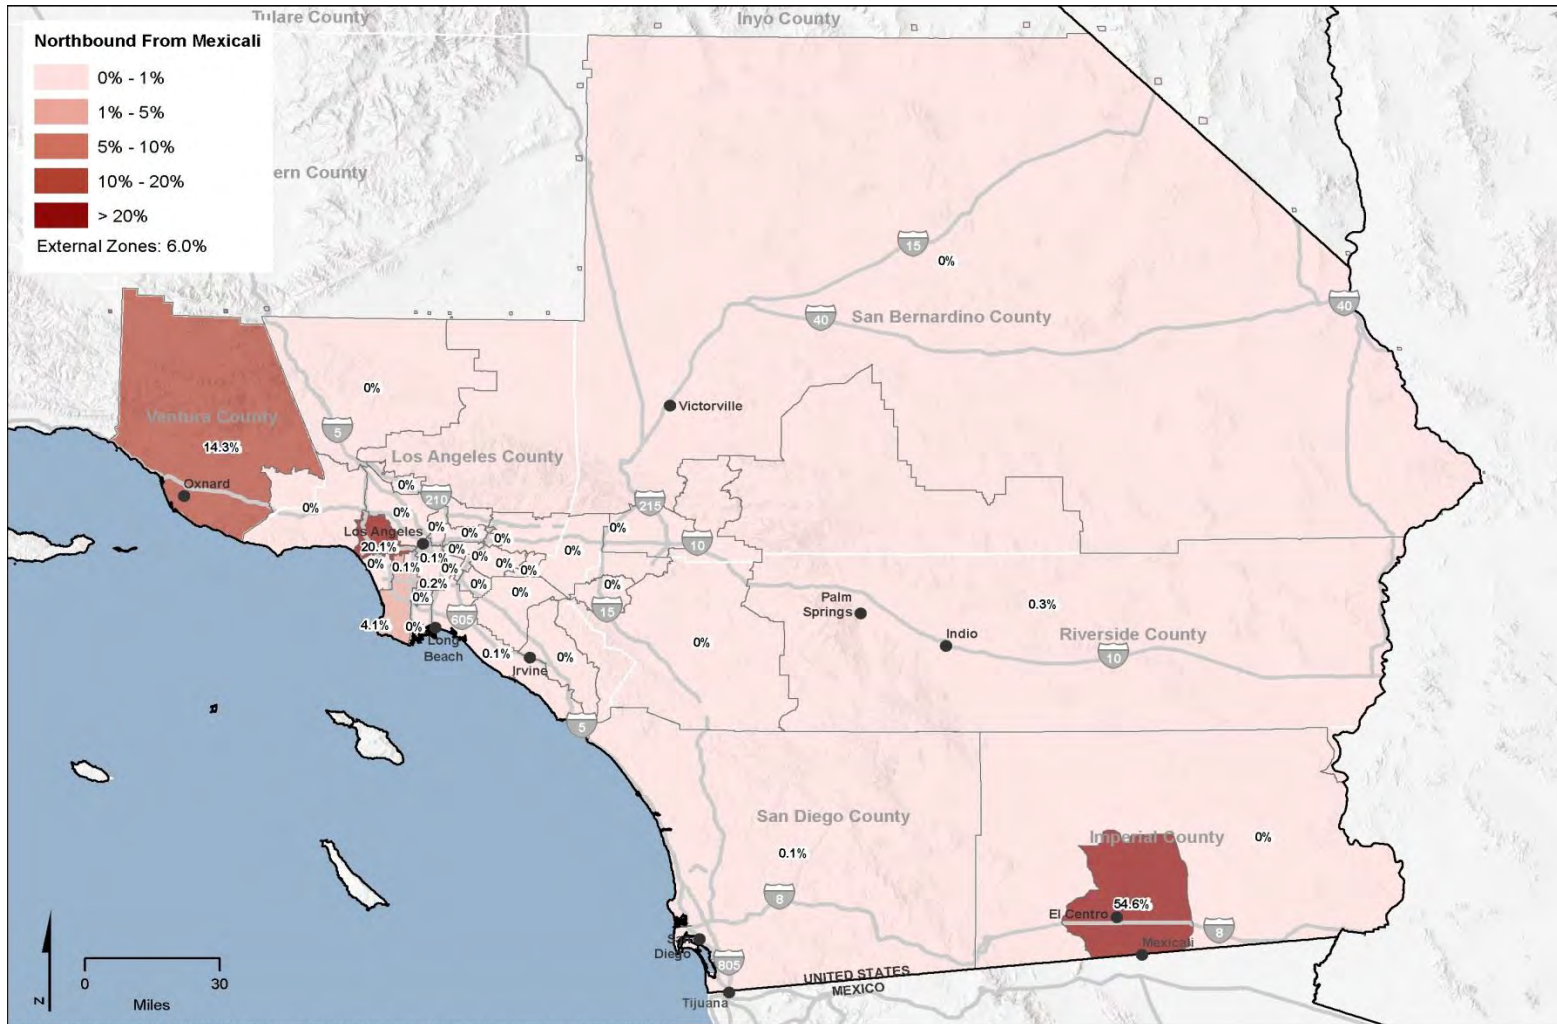 Tulare County
Inyo County
Northbound From Mexicali
0% - 1%
1% - 5%
5% - 10%
10% - 20%
> 20%
External Zones: 6.0%
ern County
15
0%
40
San Bernardino County
40
0%
Victorville
Ventura County
14.3%
5
Los Angeles County
Oxnard
0%
210
215
0%
0%
0%
0%
Los Angeles
0%
0%
10
20.1%
0%
0%
0.1%
0%
0%
0.1%
0%
0%
0%
0.2%
0%
0%
0%
0%
15
Palm
Springs
0.3%
4.1%
0%
605
Long
Beach
0.1%
Irvine
0%
0%
Indio
Riverside County
10
5
San Diego County
0.1%
Imperial County
0%
8
El Centro
54.6%
8
Mexicali
San
Diego
805
UNITED STATES
MEXICO
Tijuana
0
30
Miles
N